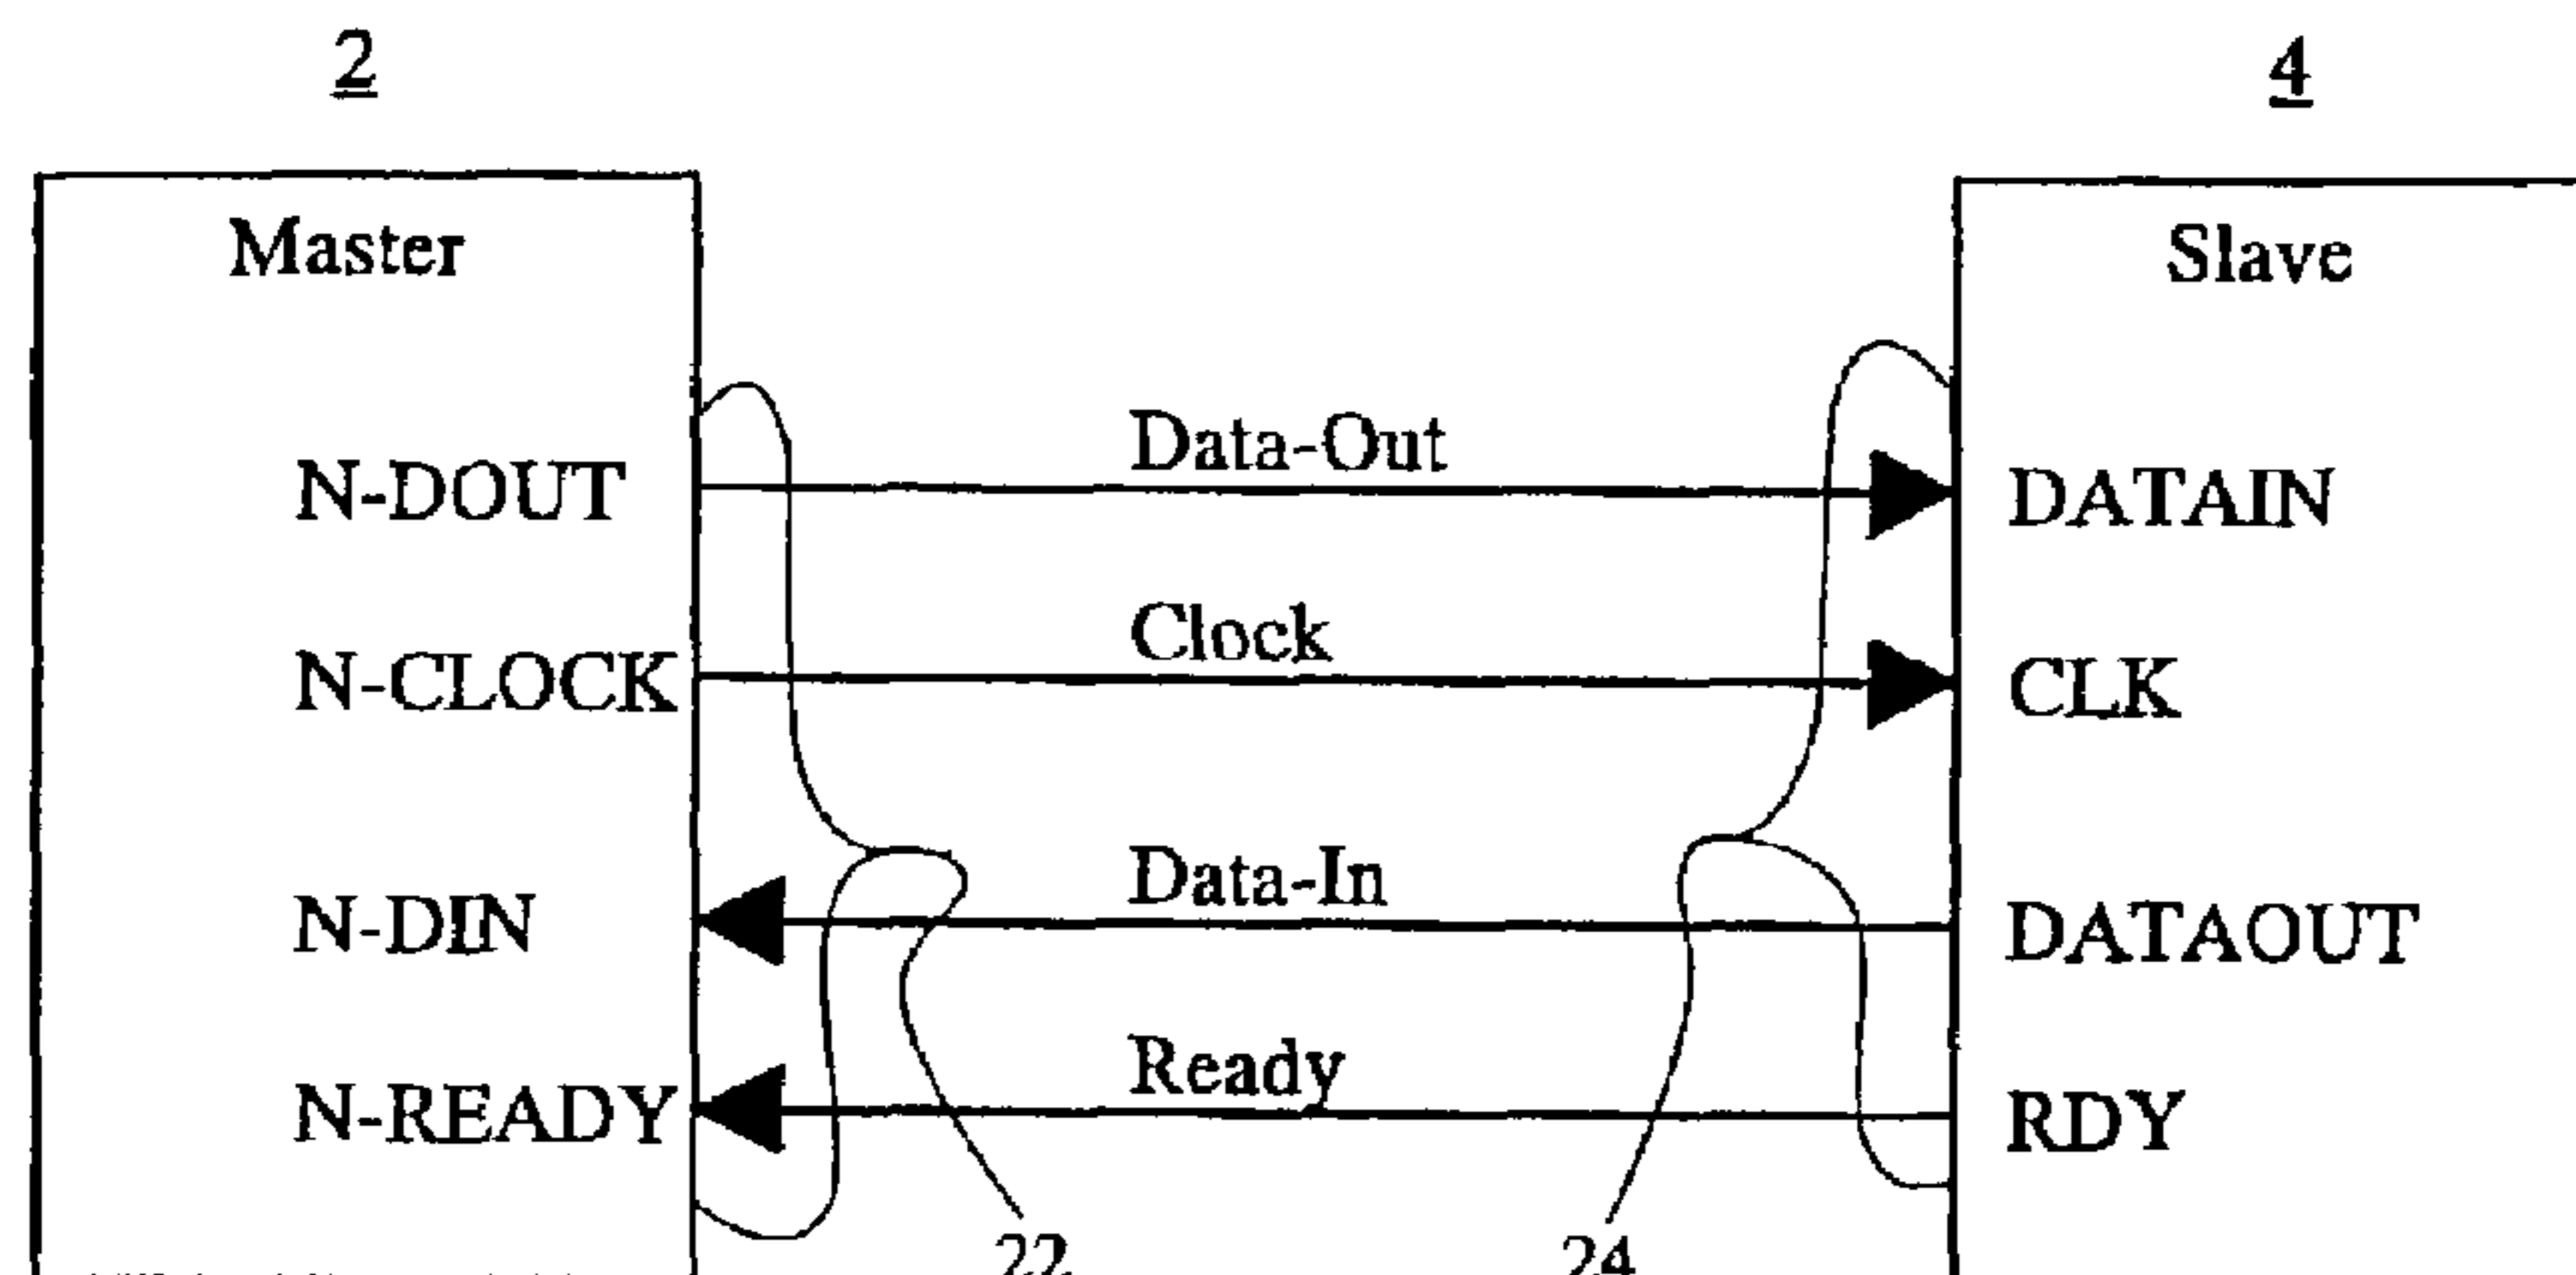 2
4
Master
Slave
Data-Out
N-DOUT
DATAIN
Clock
N-CLOCK
CLK
Data-In
N-DIN
DATAOUT
Ready
N-READY
RDY
22
24